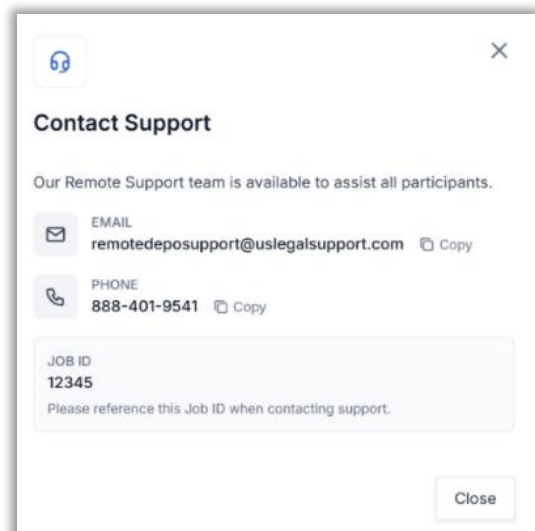 Contact Support
Our Remote Support team is available to assist all participants.
EMAIL
remotedeposupport@uslegalsupport.com Copy
PHONE
888-401-9541 Copy
JOB ID
12345
Please reference this Job ID when contacting support.
Close